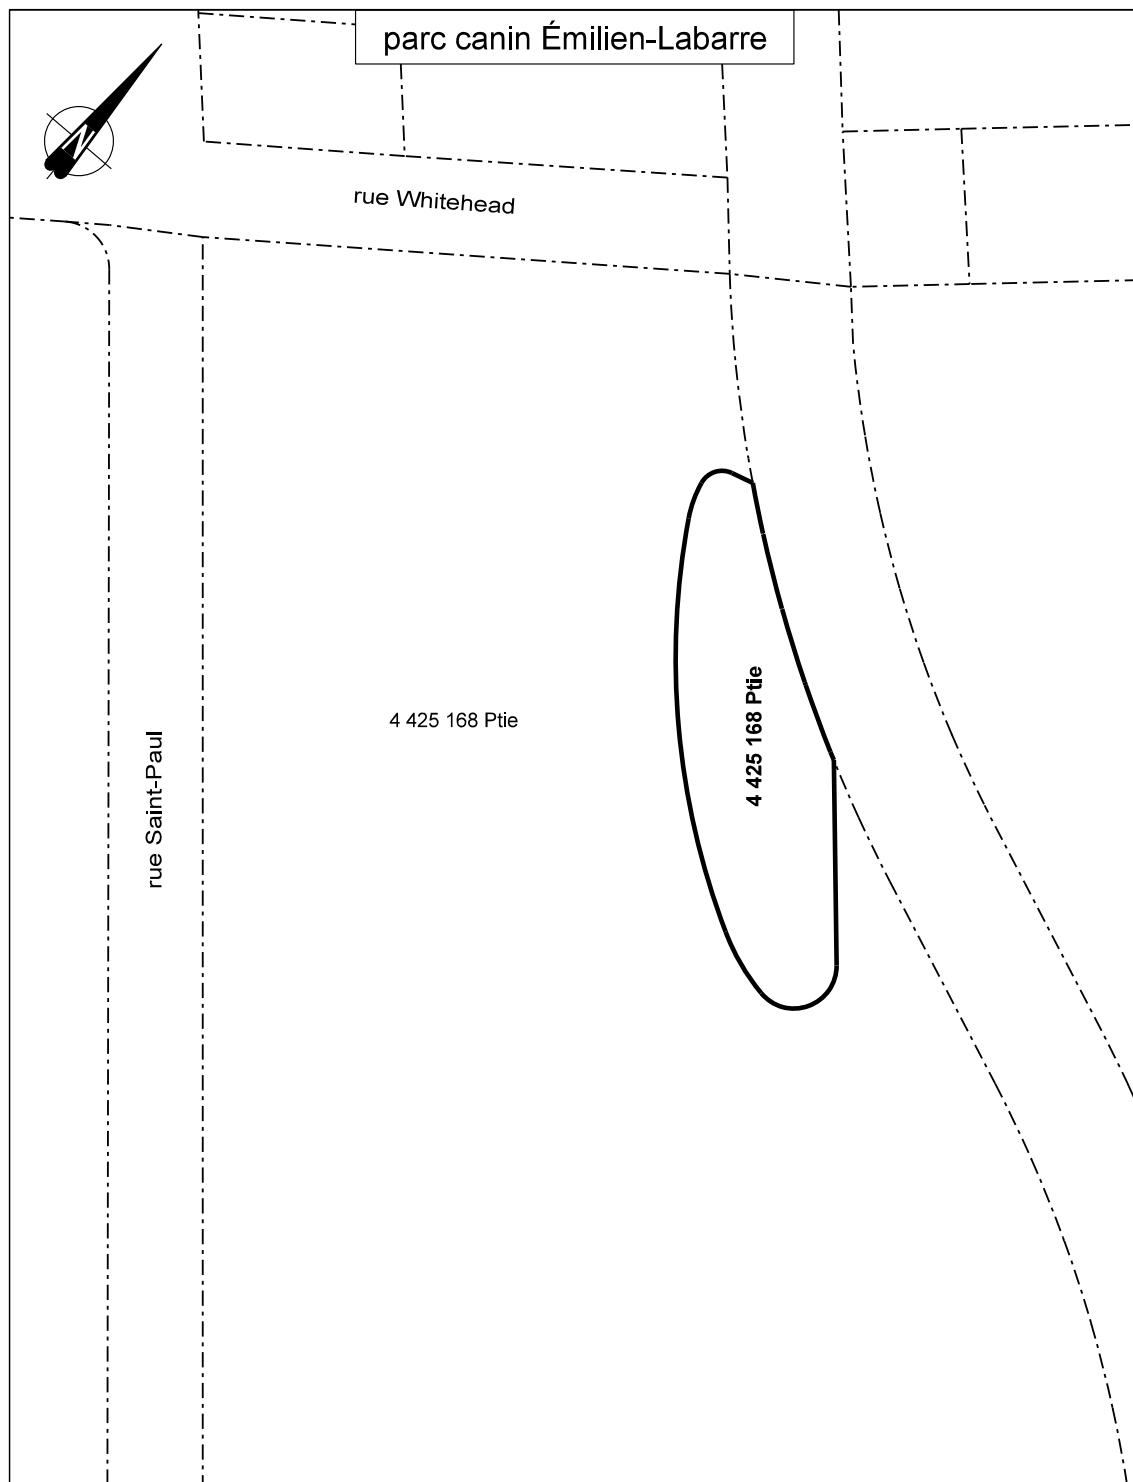 parc canin Émilien-Labarre
N
rue Whitehead
4 425 168 Ptie
4 425 168 Ptie
rue Saint-Paul